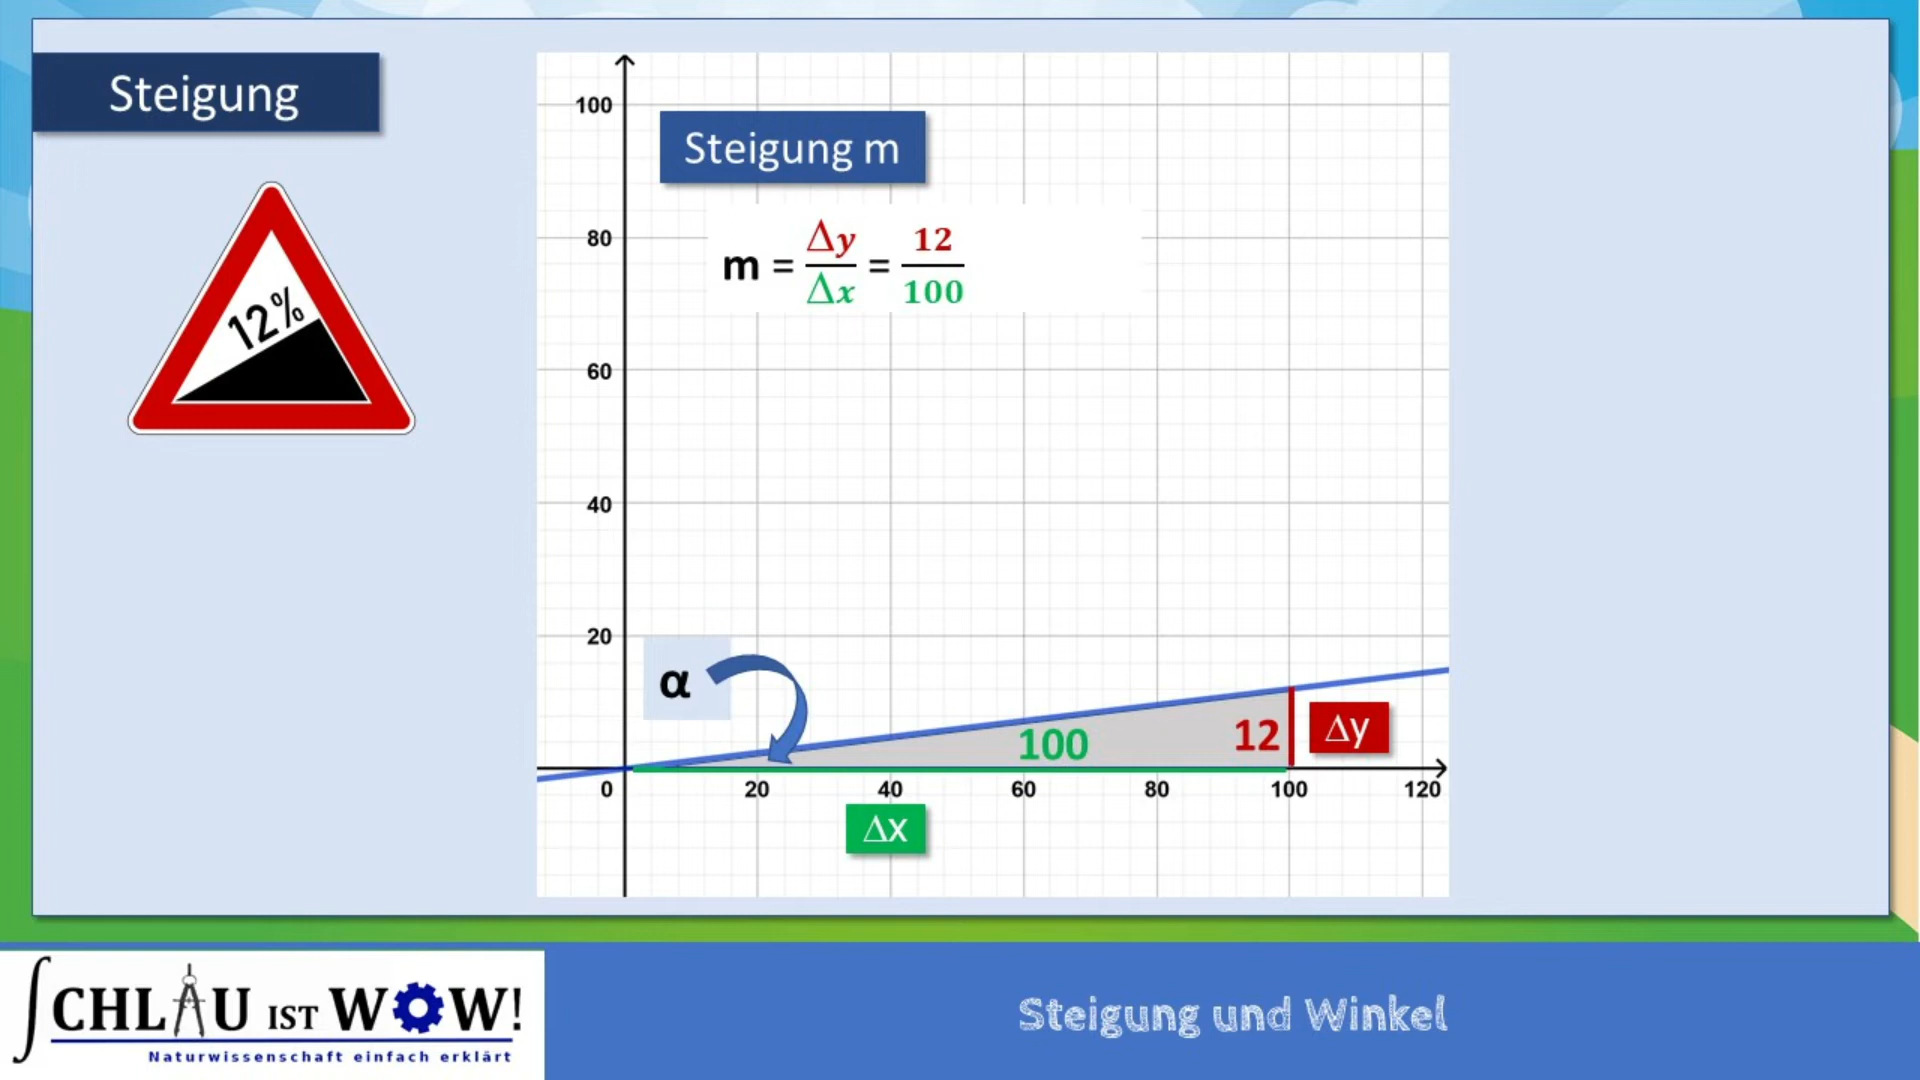 Steigung
12%
100
80
60
40
20
0
20
40
60
80
100
120
Steigung m
m = Δy/Δx = 12/100
α
100
12
Δy
Δx
SCHLAU IST WOW!
Naturwissenschaft einfach erklärt
Steigung und Winkel